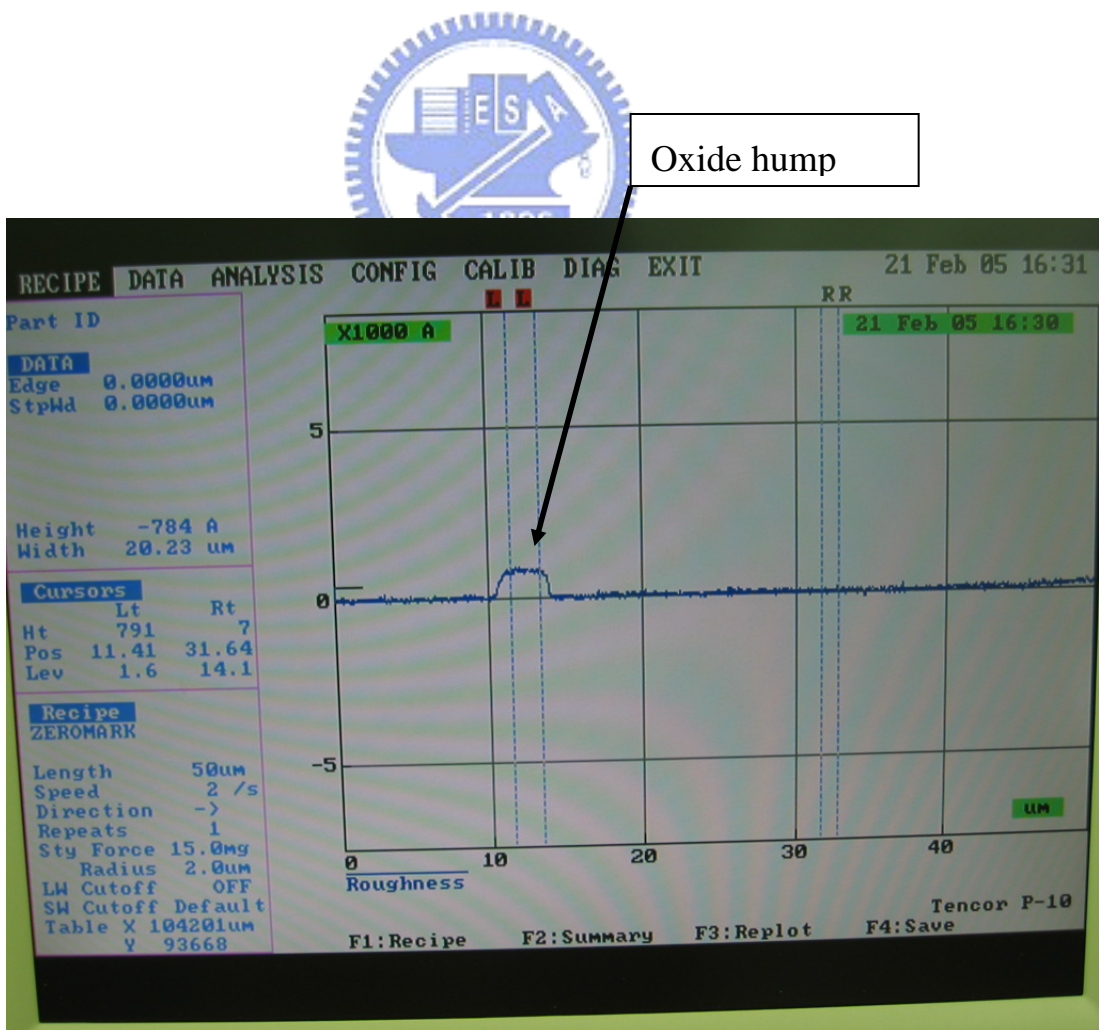 E S A
1896
Oxide hump
RECIPE DATA ANALYSIS CONFIG CALIB DIAG EXIT 21 Feb 05 16:31
L L R R
Part ID
X1000 A 21 Feb 05 16:30
DATA
Edge 0.0000um
StpWd 0.0000um
5
Height -784 A
Width 20.23 um
Cursors
Lt Rt
0
Ht 791 7
Pos 11.41 31.64
Lev 1.6 14.1
Recipe
ZEROMARK
-5
Length 50um
Speed 2 /s
Direction ->
um
Repeats 1
Sty Force 15.0mg
0 10 20 30 40
Radius 2.0um
Roughness
LW Cutoff OFF
SW Cutoff Default
Tencor P-10
Table X 104201um
Y 93668
F1:Recipe F2:Summary F3:Replot F4:Save